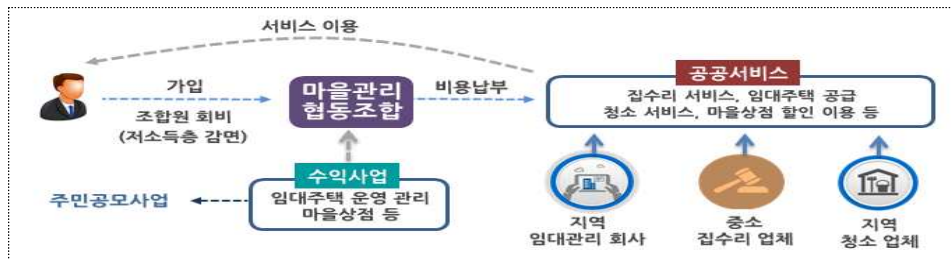 서비스 이용
가입
조합원 회비
(저소득층 감면)
마을관리
협동조합
비용납부
공공서비스
집수리 서비스, 임대주택 공급
청소 서비스, 마을상점 할인 이용 등
수익사업
임대주택 운영 관리
마을상점 등
주민공모사업
지역
임대관리 회사
중소
집수리 업체
지역
청소 업체